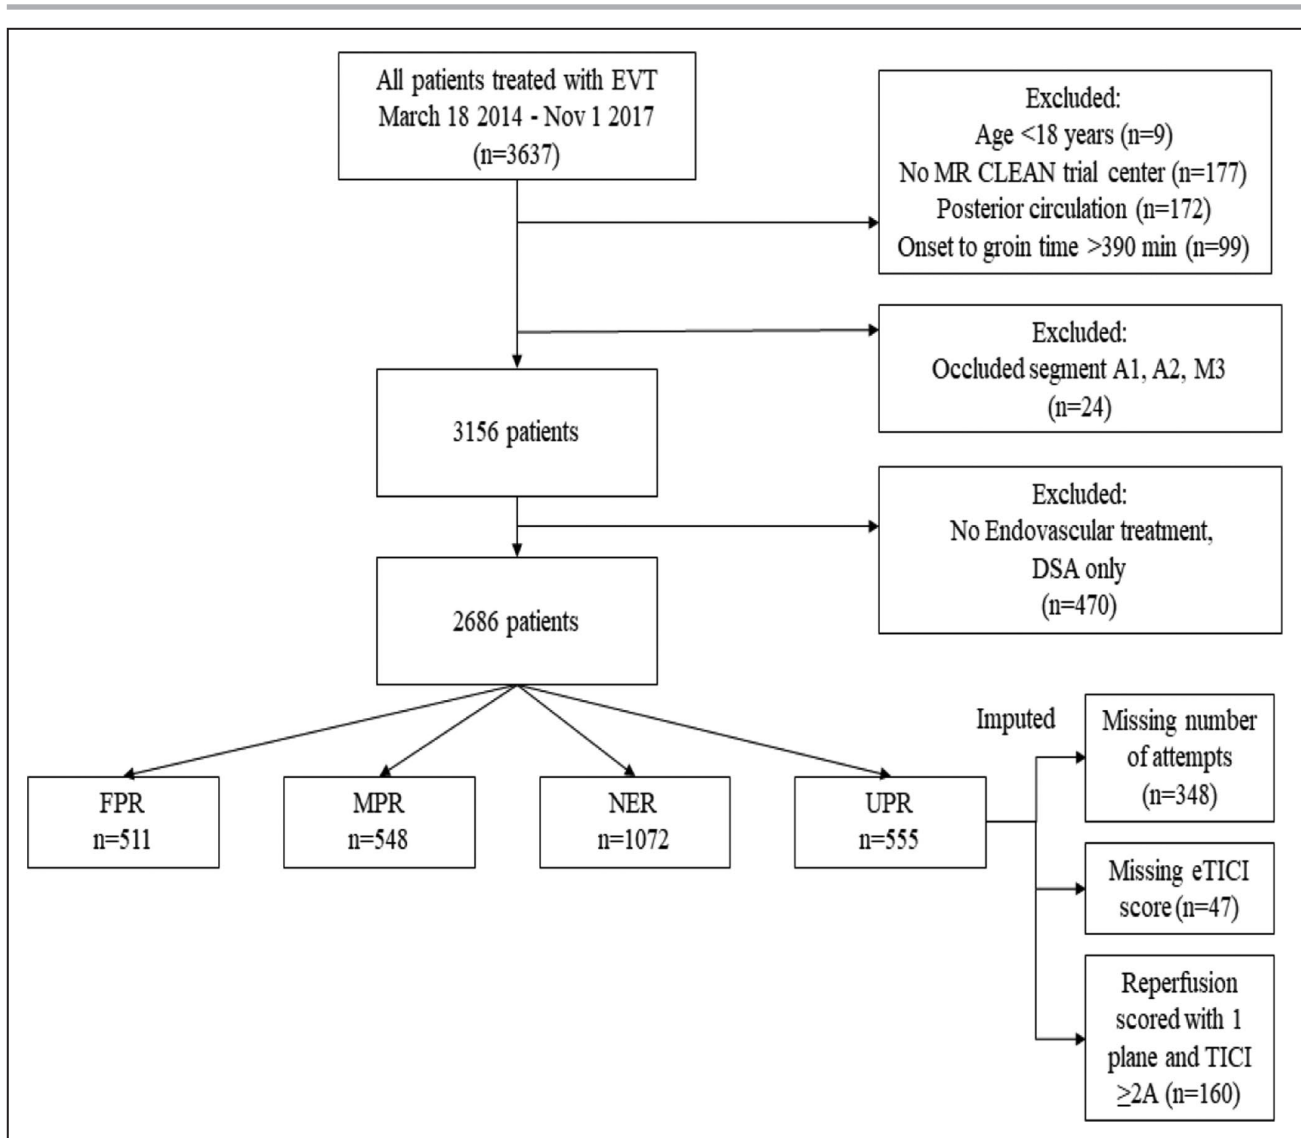 All patients treated with EVT
March 18 2014 - Nov 1 2017
(n=3637)
Excluded:
Age <18 years (n=9)
No MR CLEAN trial center (n=177)
Posterior circulation (n=172)
Onset to groin time >390 min (n=99)
Excluded:
Occluded segment A1, A2, M3
(n=24)
3156 patients
Excluded:
No Endovascular treatment,
DSA only
(n=470)
2686 patients
FPR
n=511
MPR
n=548
NER
n=1072
UPR
n=555
Imputed
Missing number
of attempts
(n=348)
Missing eTICI
score (n=47)
Reperfusion
scored with 1
plane and TICI
≥2A (n=160)